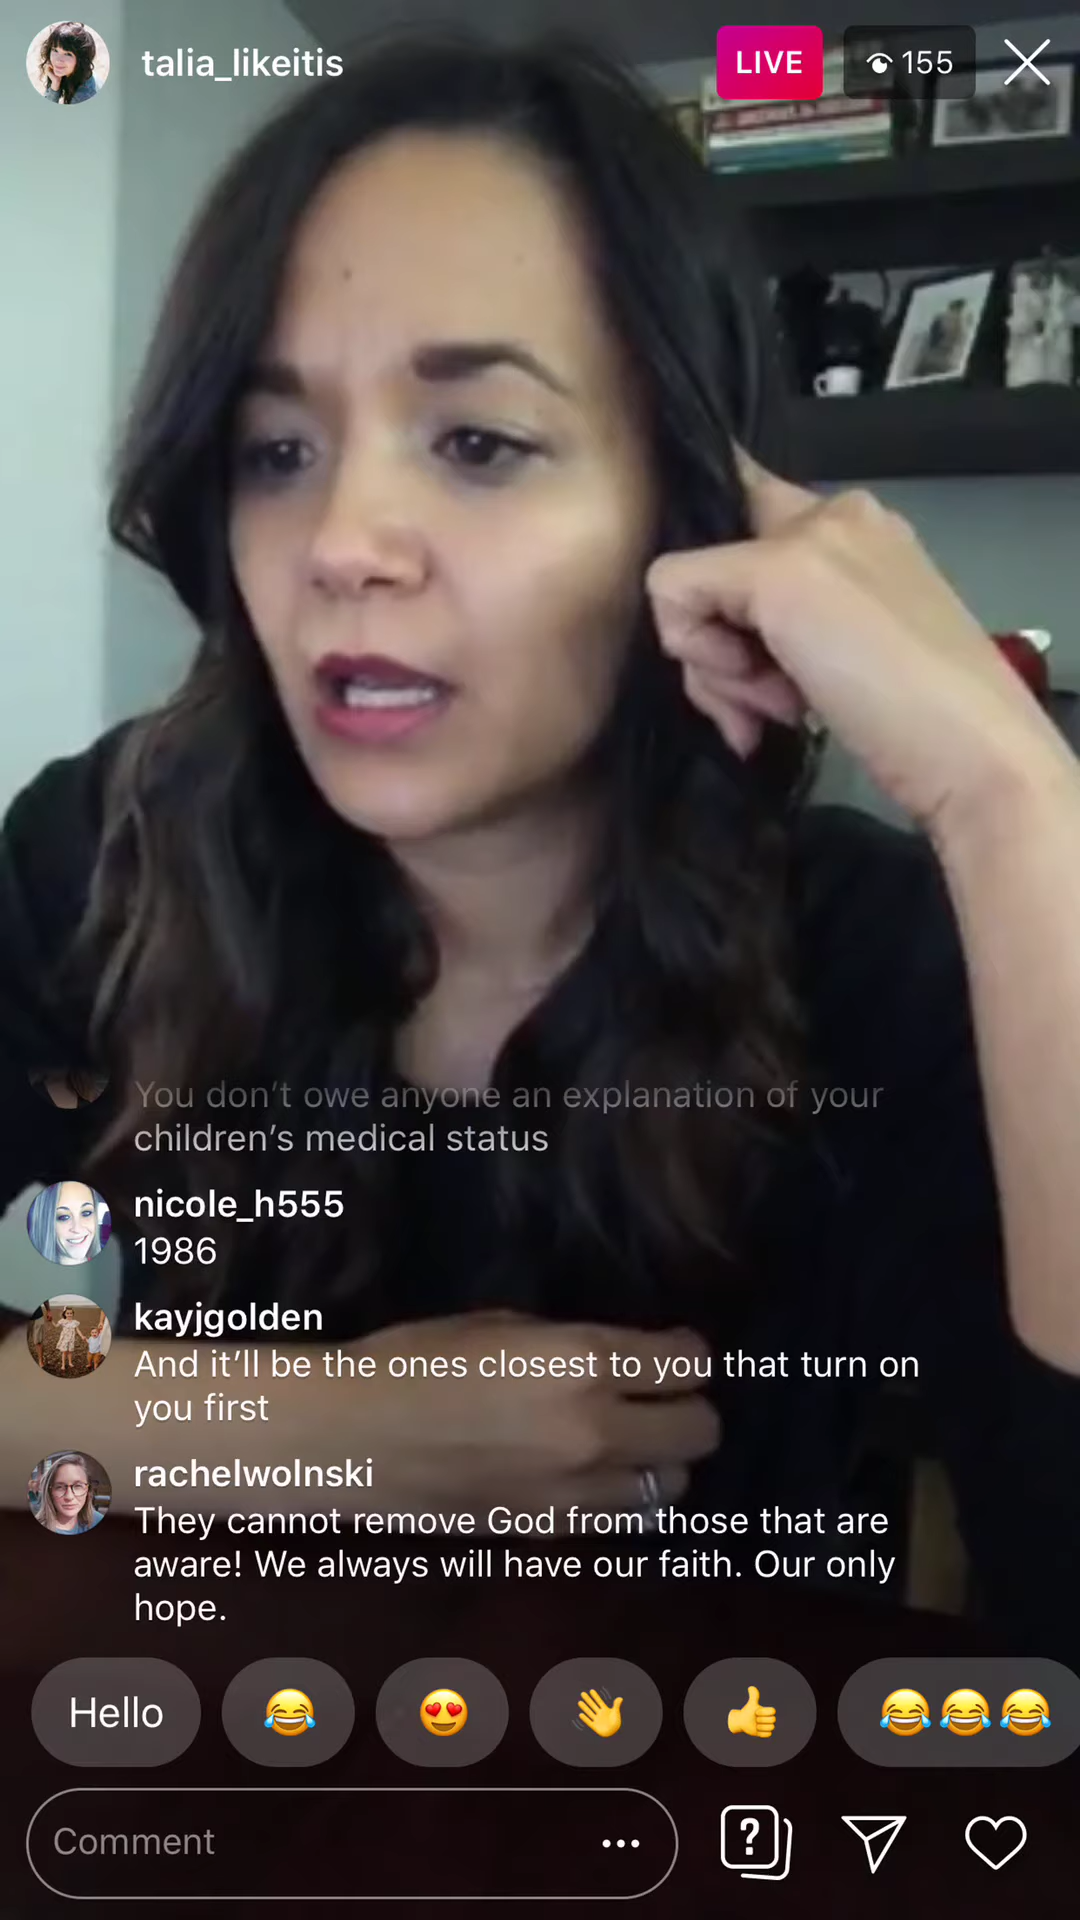 talia_likeitis
LIVE
155
You don't owe anyone an explanation of your
children's medical status
nicole_h555
1986
kayjgolden
And it'll be the ones closest to you that turn on
you first
rachelwolnski
They cannot remove God from those that are
aware! We always will have our faith. Our only
hope.
Hello
Comment